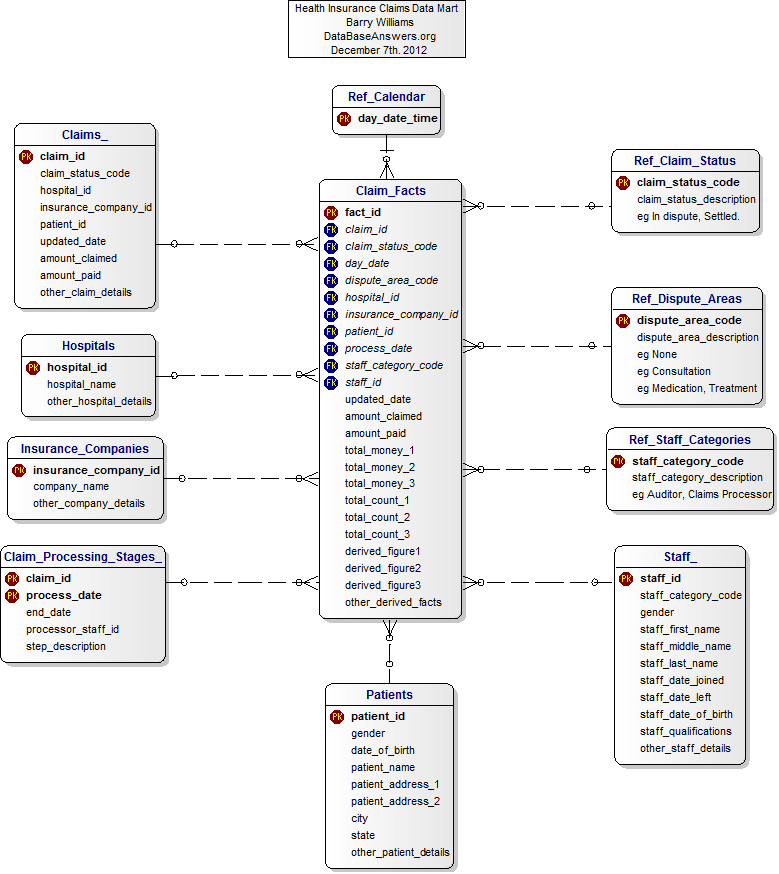 Health Insurance Claims Data Mart
Barry Williams
DataBaseAnswers.org
December 7th. 2012
Ref_Calendar
PK day_date_time
Claims_
PK claim_id
claim_status_code
hospital_id
insurance_company_id
patient_id
updated_date
amount_claimed
amount_paid
other_claim_details
Hospitals
PK hospital_id
hospital_name
other_hospital_details
Insurance_Companies
PK insurance_company_id
company_name
other_company_details
Claim_Processing_Stages_
PK claim_id
PK process_date
end_date
processor_staff_id
step_description
Claim_Facts
PK fact_id
FK claim_id
FK claim_status_code
FK day_date
FK dispute_area_code
FK hospital_id
FK insurance_company_id
FK patient_id
FK process_date
FK staff_category_code
FK staff_id
updated_date
amount_claimed
amount_paid
total_money_1
total_money_2
total_money_3
total_count_1
total_count_2
total_count_3
derived_figure1
derived_figure2
derived_figure3
other_derived_facts
Patients
PK patient_id
gender
date_of_birth
patient_name
patient_address_1
patient_address_2
city
state
other_patient_details
Ref_Claim_Status
PK claim_status_code
claim_status_description
eg In dispute, Settled.
Ref_Dispute_Areas
PK dispute_area_code
dispute_area_description
eg None
eg Consultation
eg Medication, Treatment
Ref_Staff_Categories
PK staff_category_code
staff_category_description
eg Auditor, Claims Processor
Staff_
PK staff_id
staff_category_code
gender
staff_first_name
staff_middle_name
staff_last_name
staff_date_joined
staff_date_left
staff_date_of_birth
staff_qualifications
other_staff_details